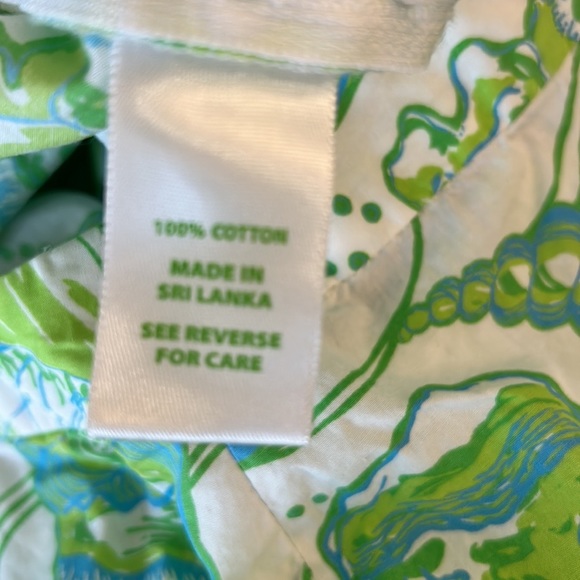 100% COTTON
MADE IN
SRI LANKA
SEE REVERSE
FOR CARE